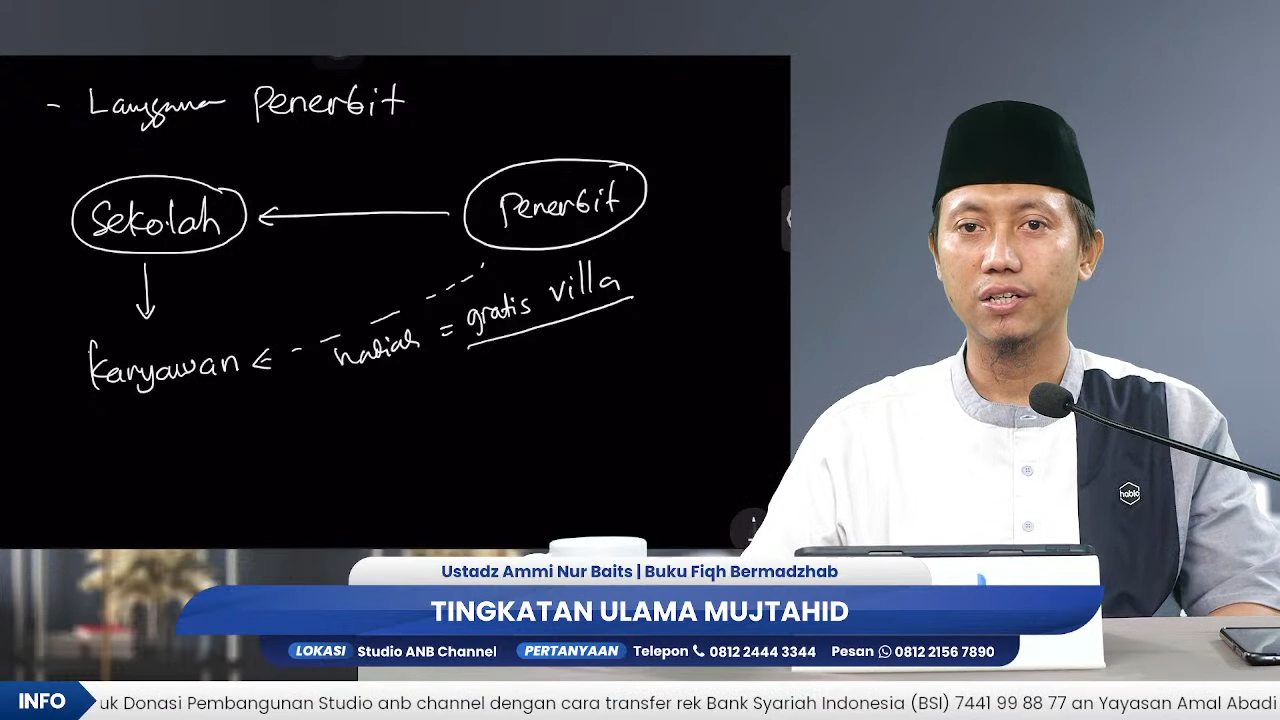 - Langganan Penerbit
Sekolah
Penerbit
Karyawan
hadiah = gratis villa
hablo
Ustadz Ammi Nur Baits | Buku Fiqh Bermadzhab
TINGKATAN ULAMA MUJTAHID
LOKASI Studio ANB Channel PERTANYAAN Telepon 0812 2444 3344 Pesan 0812 2156 7890
INFO uk Donasi Pembangunan Studio anb channel dengan cara transfer rek Bank Syariah Indonesia (BSI) 7441 99 88 77 an Yayasan Amal Abadi